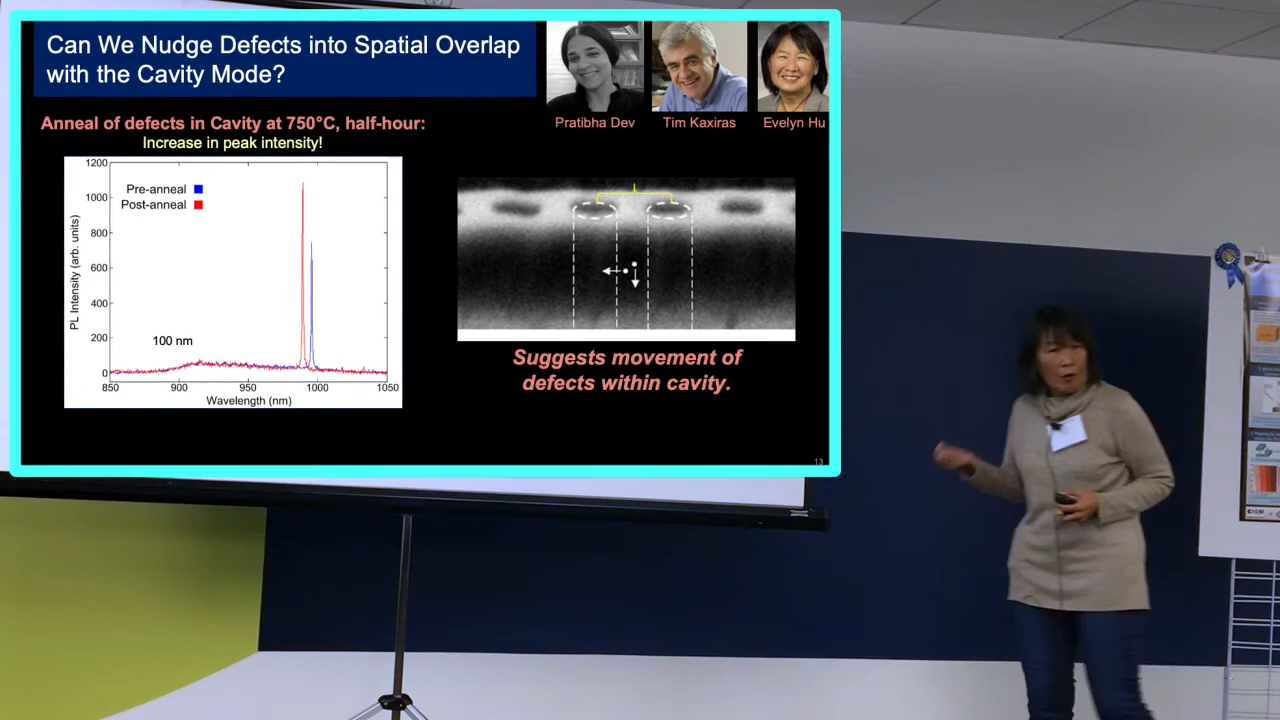 Can We Nudge Defects into Spatial Overlap
with the Cavity Mode?
Pratibha Dev
Tim Kaxiras
Evelyn Hu
Anneal of defects in Cavity at 750°C, half-hour:
Increase in peak intensity!
1200
1000
800
600
400
200
0
PL Intensity (arb. units)
Pre-anneal
Post-anneal
100 nm
850
900
950
1000
1050
Wavelength (nm)
Suggests movement of
defects within cavity.
13